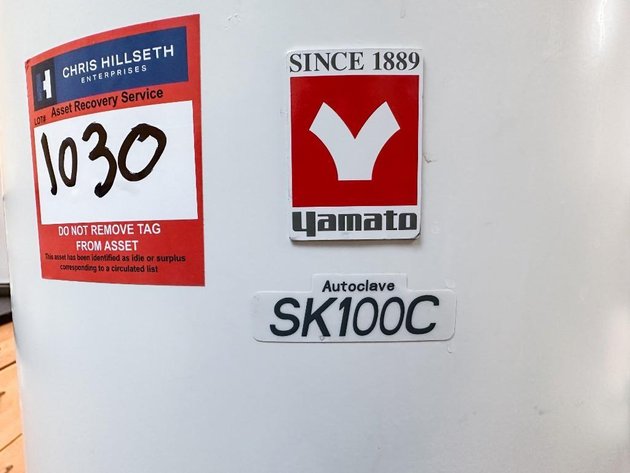 CHRIS HILLSETH
ENTERPRISES
Asset Recovery Service
LOT#
1030
DO NOT REMOVE TAG
FROM ASSET
This asset has been identified as idle or surplus
corresponding to a circulated list
SINCE 1889
yamato
Autoclave
SK100C